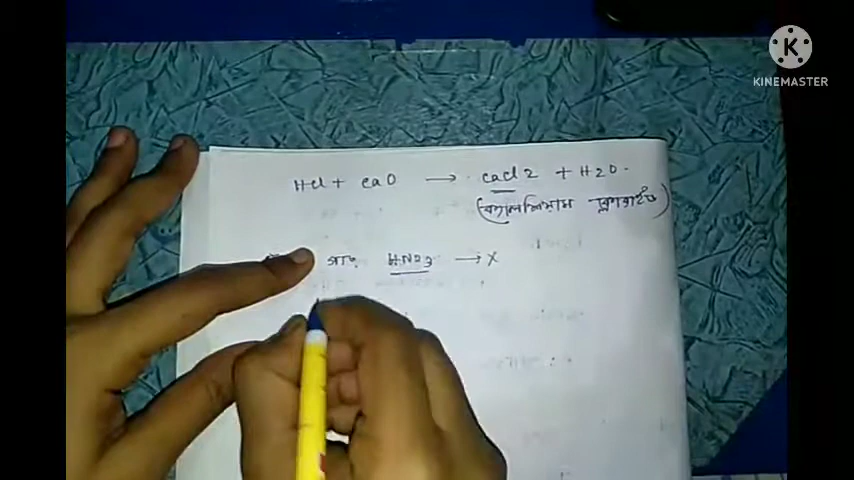 KINEMASTER
HCl + CaO → CaCl2 + H2O.
(ক্যালসিয়াম ক্লোরাইড)
HNO3 → X